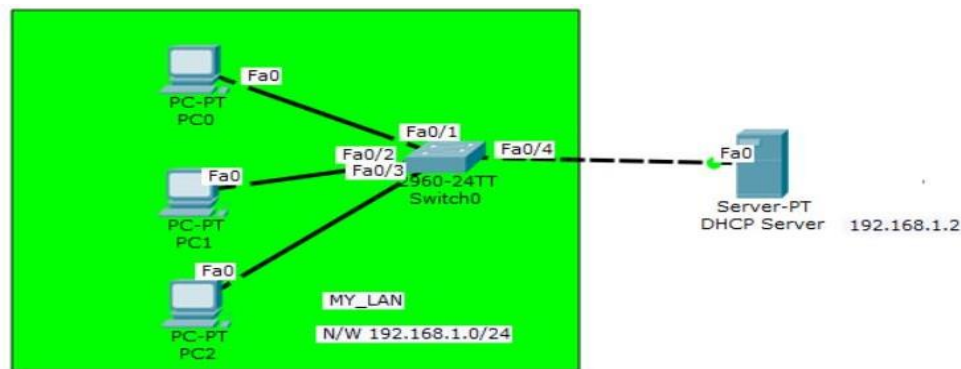 Fa0
PC-PT
PC0
Fa0/1
Fa0/2
Fa0/3
Fa0/4
Fa0
PC-PT
PC1
2960-24TT
Switch0
Fa0
Server-PT
DHCP Server
192.168.1.2
Fa0
PC-PT
PC2
MY_LAN
N/W 192.168.1.0/24